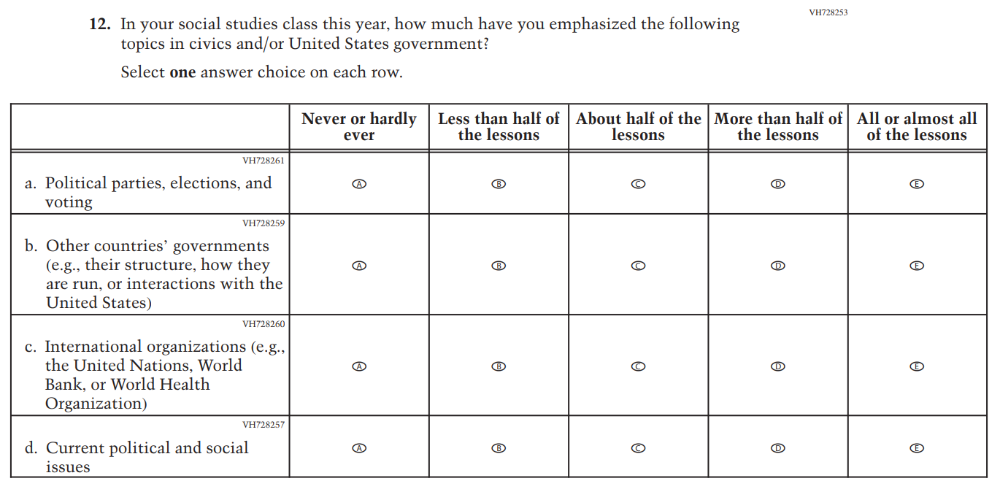 VH728253
12. In your social studies class this year, how much have you emphasized the following
topics in civics and/or United States government?
Select one answer choice on each row.
Never or hardly
ever
Less than half of
the lessons
About half of the
lessons
More than half of
the lessons
All or almost all
of the lessons
VH728261
a. Political parties, elections, and
voting
A B C D E
VH728259
b. Other countries’ governments
(e.g., their structure, how they
are run, or interactions with the
United States)
A B C D E
VH728260
c. International organizations (e.g.,
the United Nations, World
Bank, or World Health
Organization)
A B C D E
VH728257
d. Current political and social
issues
A B C D E